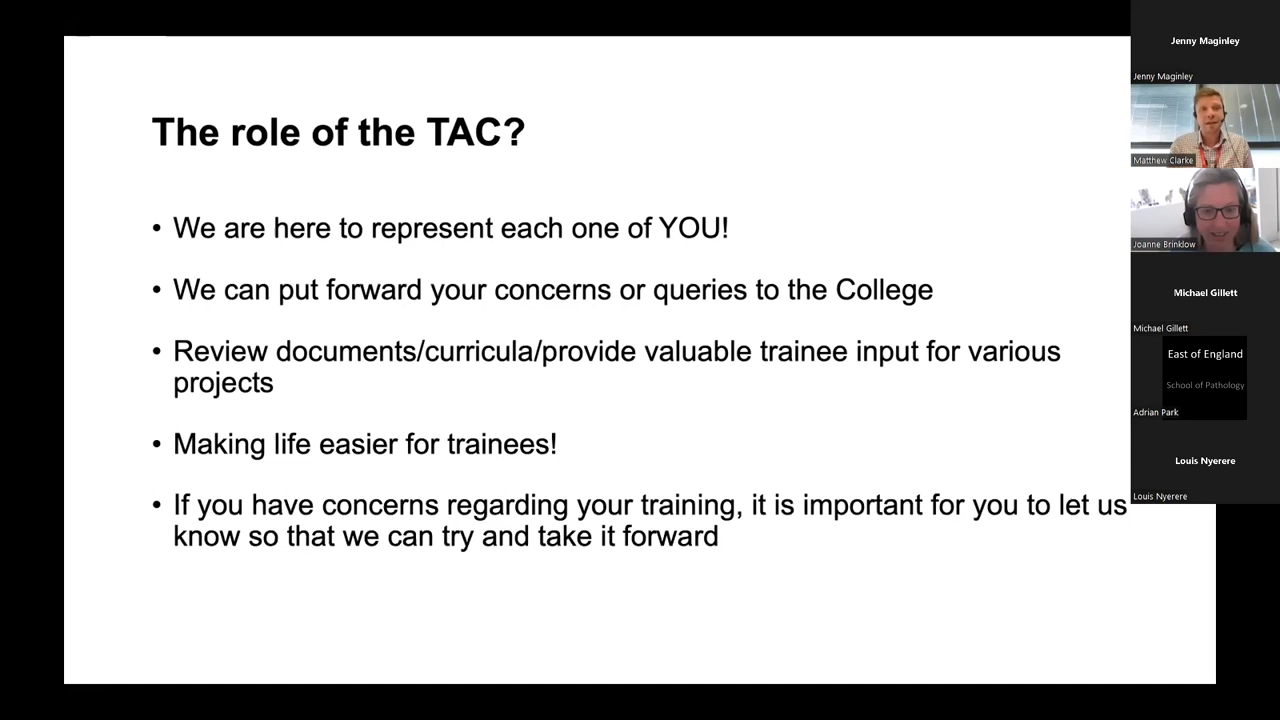 The role of the TAC?
• We are here to represent each one of YOU!
• We can put forward your concerns or queries to the College
• Review documents/curricula/provide valuable trainee input for various
projects
• Making life easier for trainees!
• If you have concerns regarding your training, it is important for you to let us
know so that we can try and take it forward
Jenny Maginley
Jenny Maginley
Matthew Clarke
Joanne Brinklow
Michael Gillett
Michael Gillett
East of England
School of Pathology
Adrian Park
Louis Nyerere
Louis Nyerere